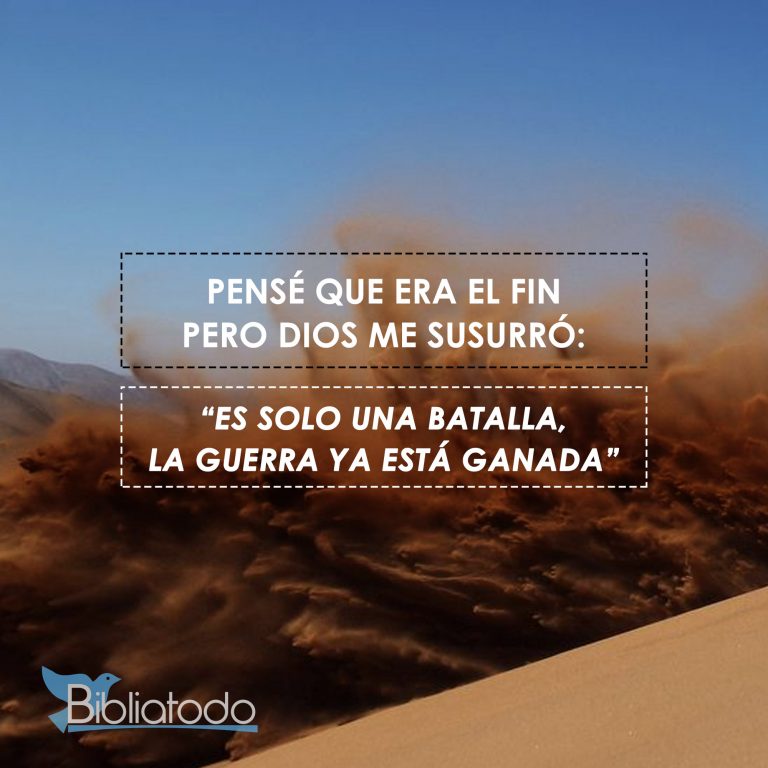 PENSÉ QUE ERA EL FIN
PERO DIOS ME SUSURRÓ:
“ES SOLO UNA BATALLA,
LA GUERRA YA ESTÁ GANADA”
Bibliatodo